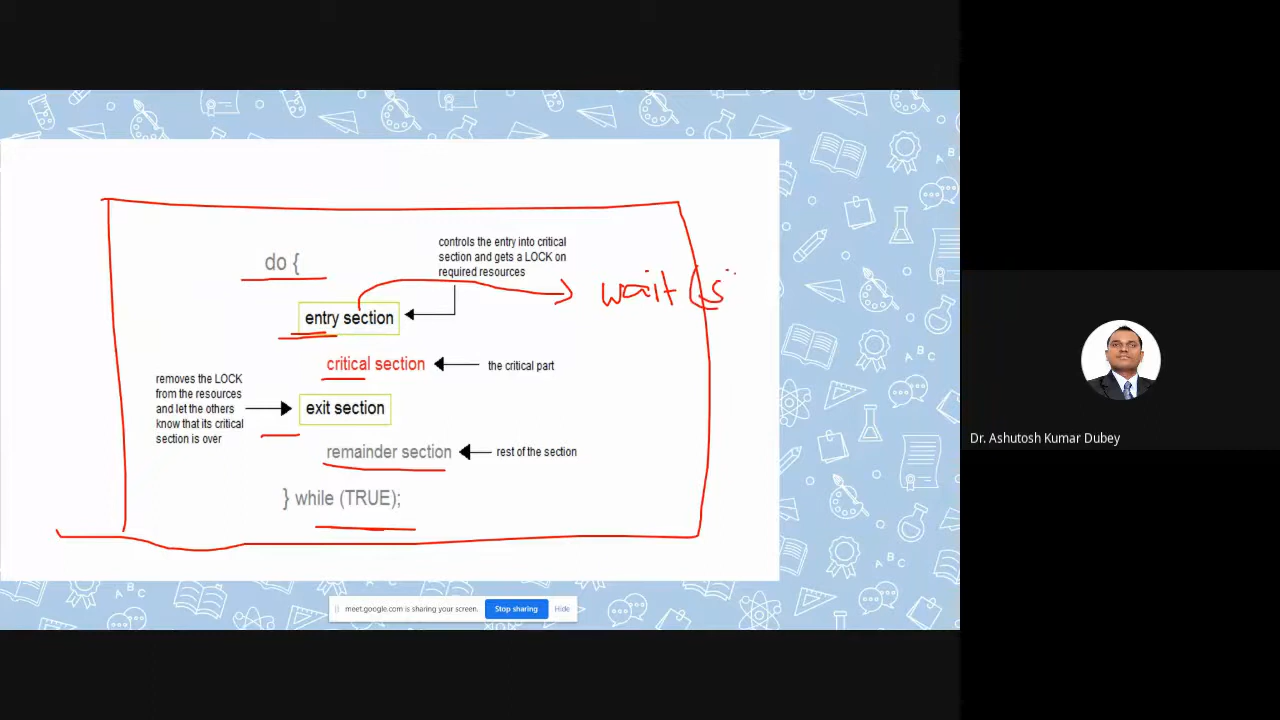 controls the entry into critical
section and gets a LOCK on
required resources
do {
wait (s
entry section
critical section
the critical part
removes the LOCK
from the resources
and let the others
know that its critical
section is over
exit section
remainder section
rest of the section
} while (TRUE);
meet.google.com is sharing your screen.
Stop sharing
Hide
Dr. Ashutosh Kumar Dubey